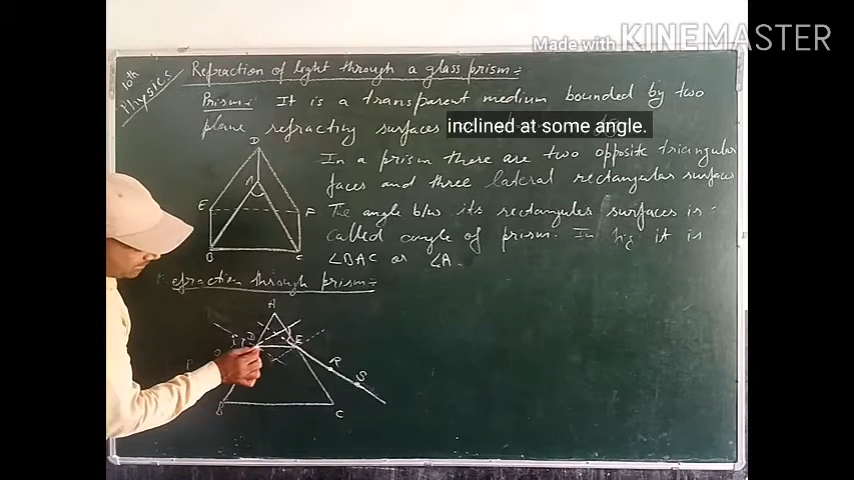 Made with KINEMASTER
10th
Physics
Refraction of light through a glass prism:-
Prism:- It is a transparent medium bounded by two
plane refracting surfaces inclined at some angle.
In a prism there are two opposite triangular
faces and three lateral rectangular surfaces
The angle b/w its rectangular surfaces is
called angle of prism. In fig it is
∠BAC or ∠A.
D
A
E F
B C
Refraction through prism:-
A
i D E
R
S
B C